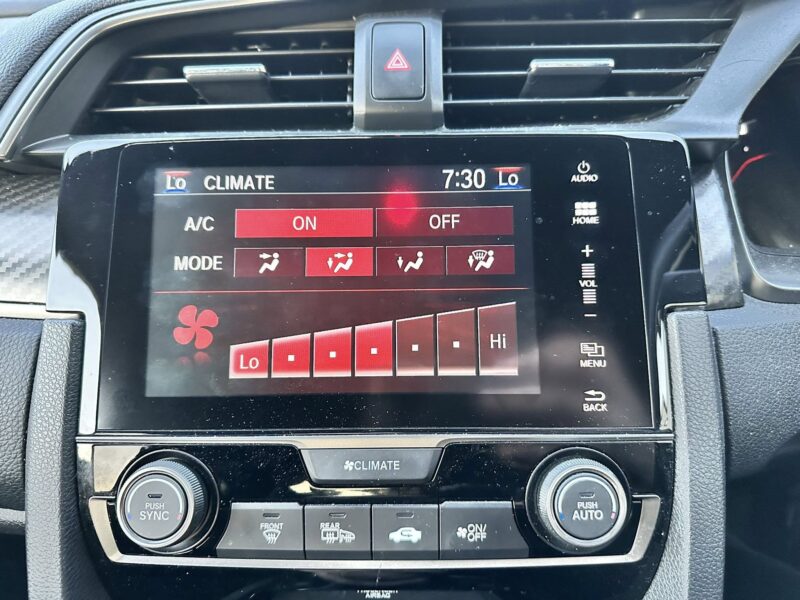 Lo CLIMATE 7:30 Lo
AUDIO
A/C ON OFF
HOME
MODE
VOL
Lo Hi
MENU
BACK
CLIMATE
PUSH SYNC
FRONT
REAR
ON/OFF
PUSH AUTO
AIRBAG